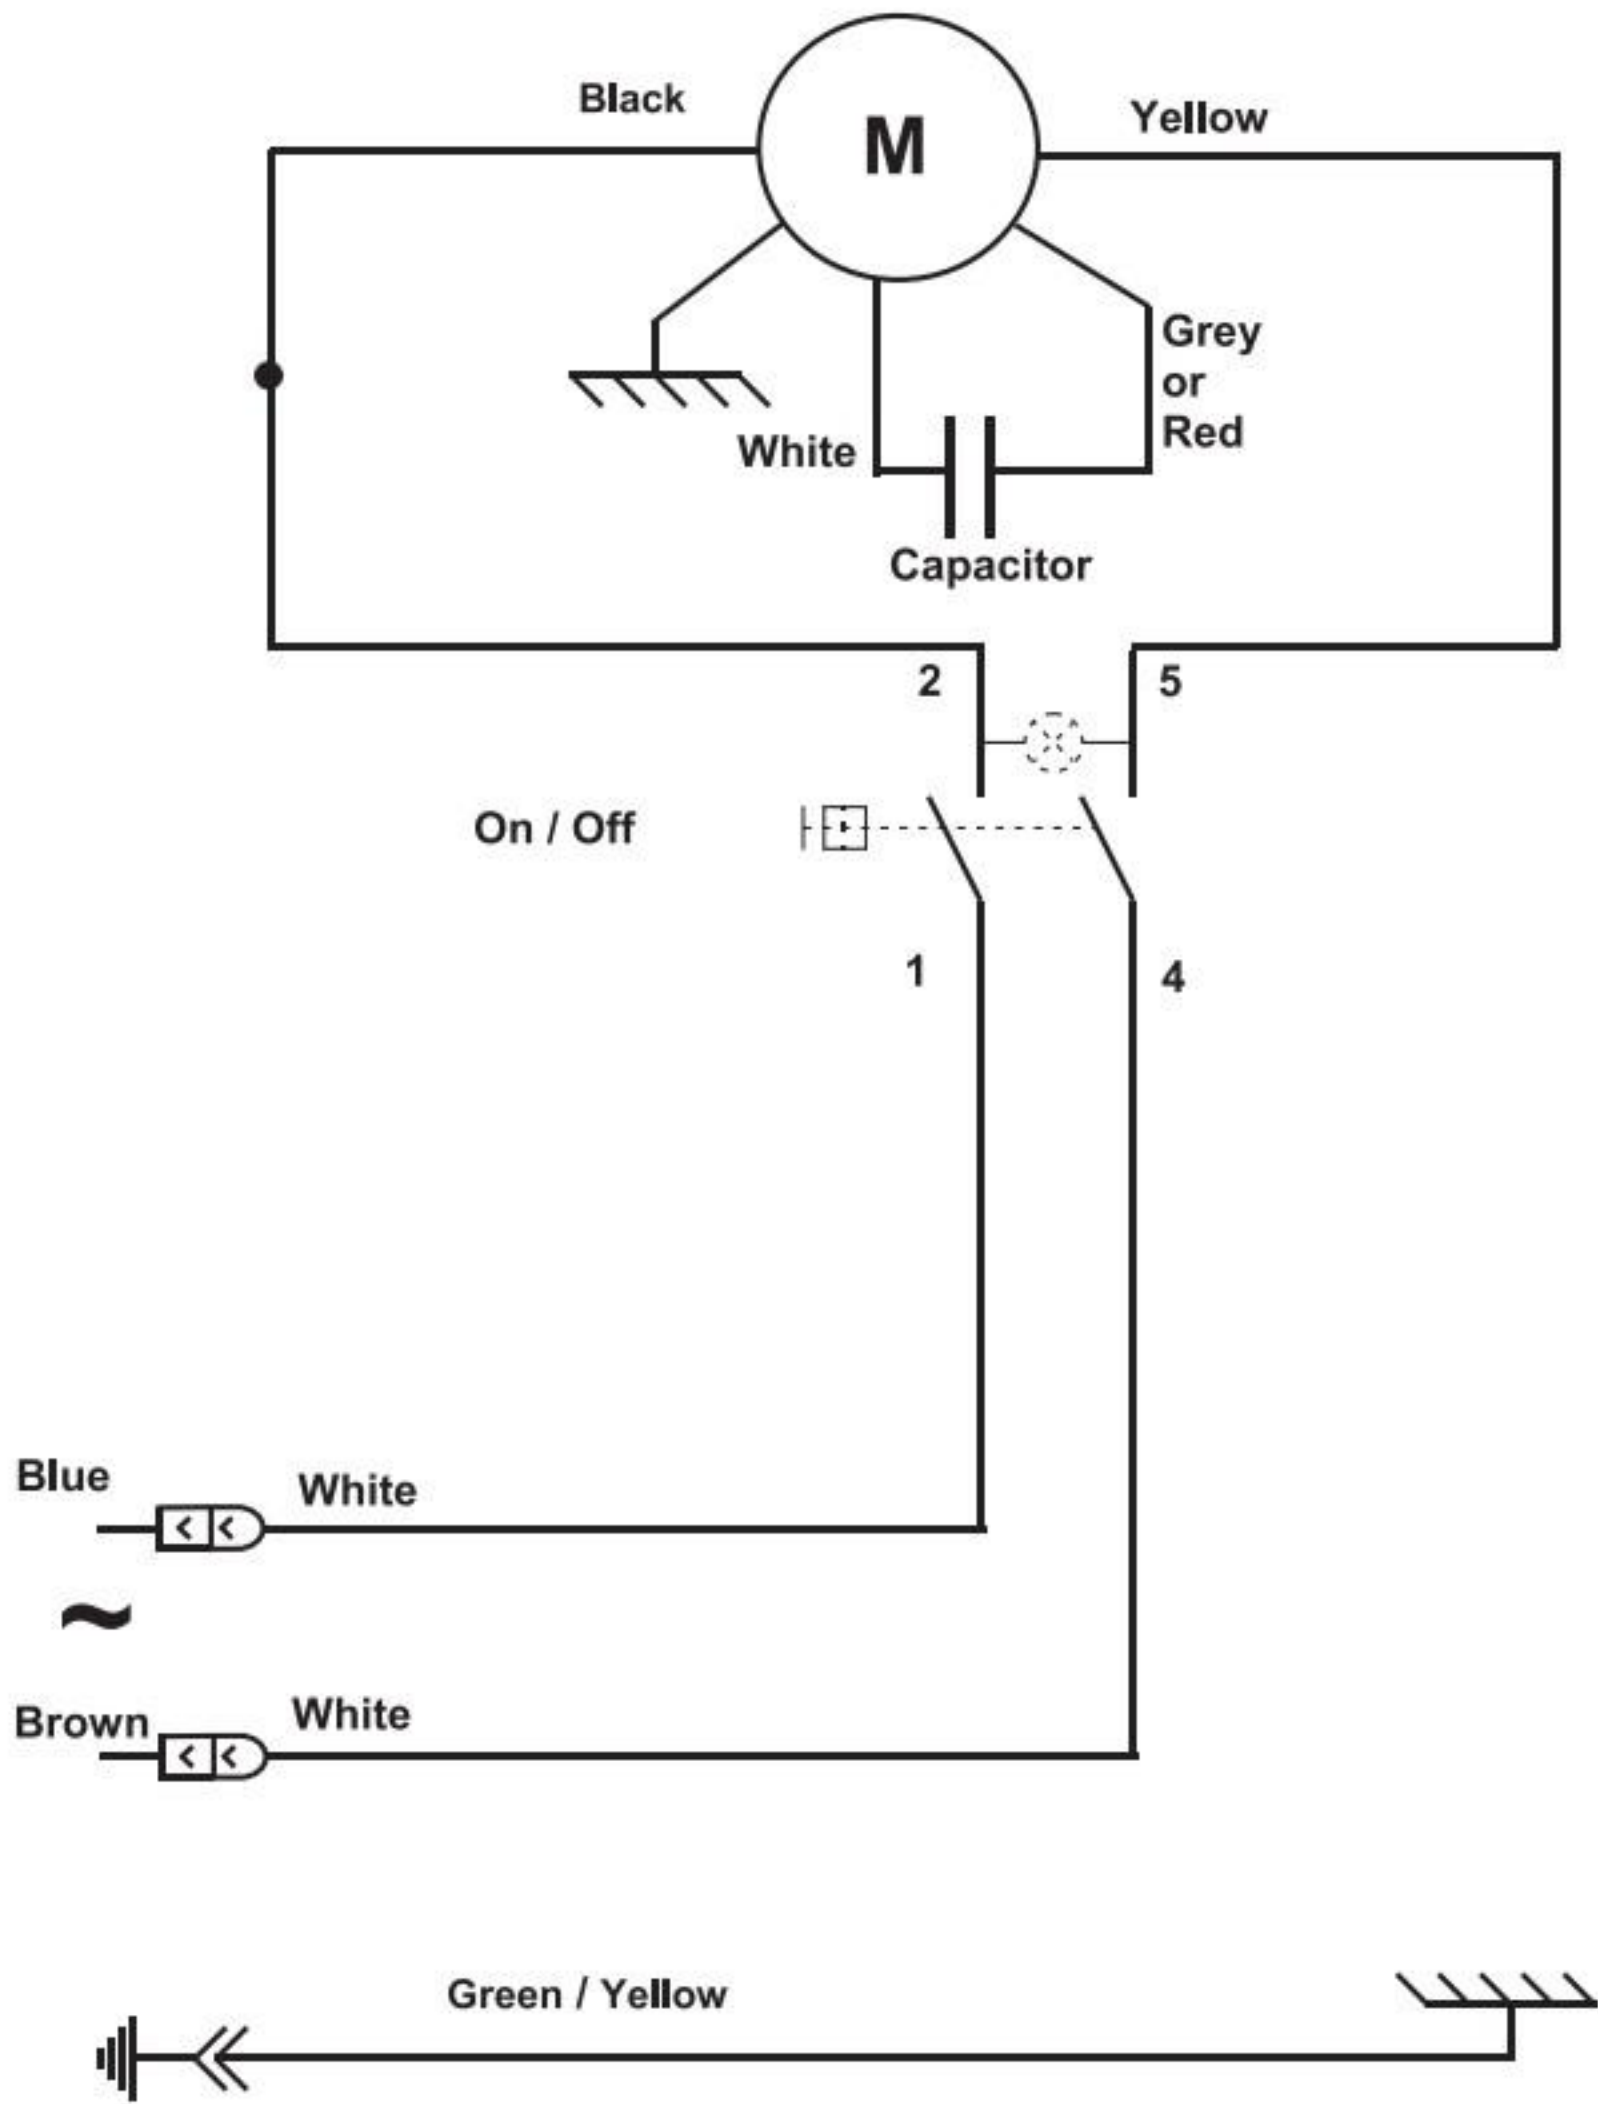 Black
M
Yellow
Grey
or
Red
White
Capacitor
2
5
On / Off
1
4
Blue
White
~
Brown
White
Green / Yellow